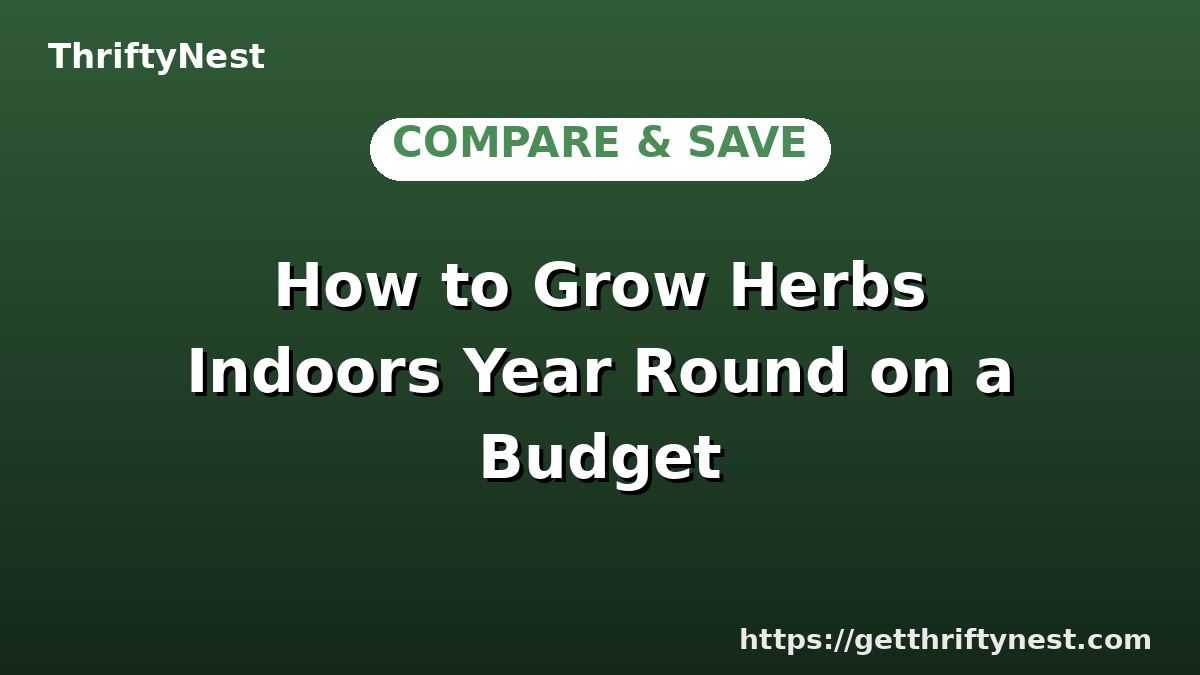 ThriftyNest
COMPARE & SAVE
How to Grow Herbs
Indoors Year Round on a
Budget
https://getthriftynest.com